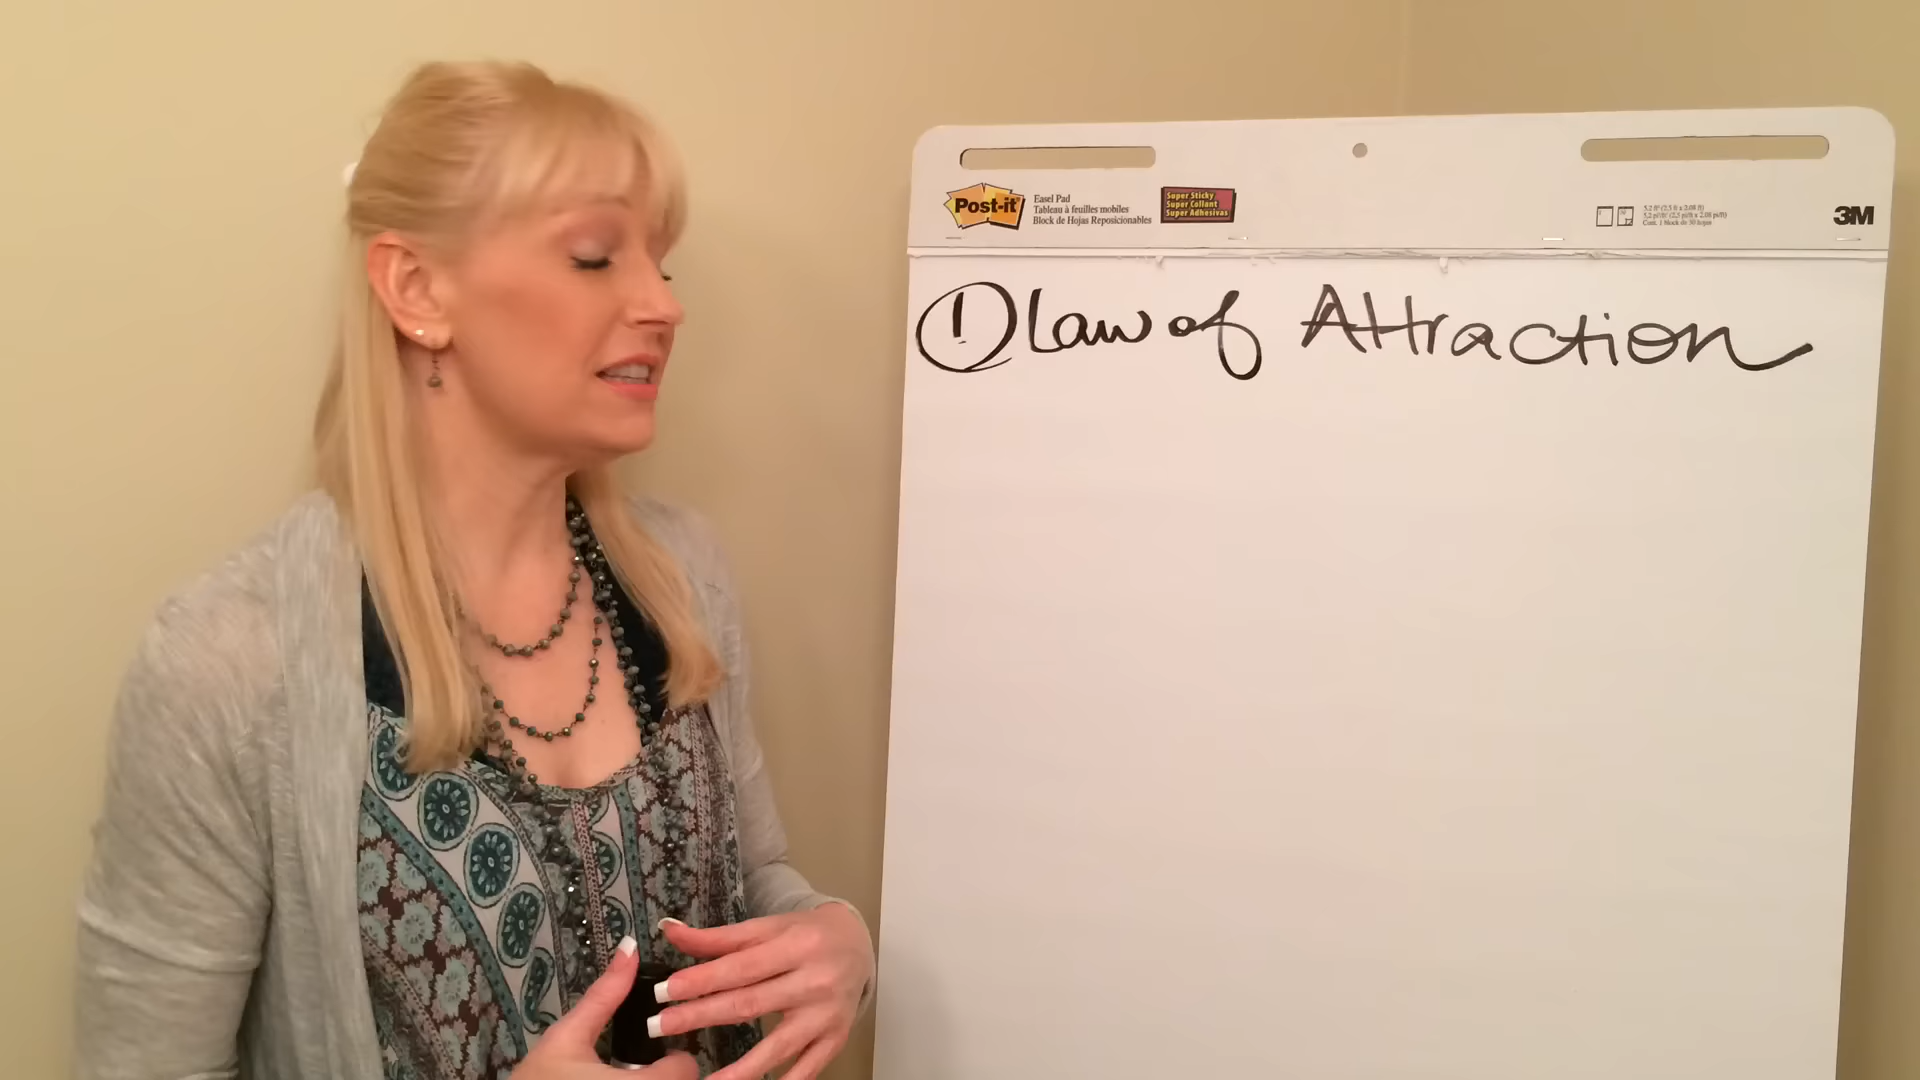 Post-it
Easel Pad
Tableau à feuilles mobiles
Block de Hojas Reposicionables
Super Sticky
Super Collant
Super Adhesivas
3M
① Law of Attraction